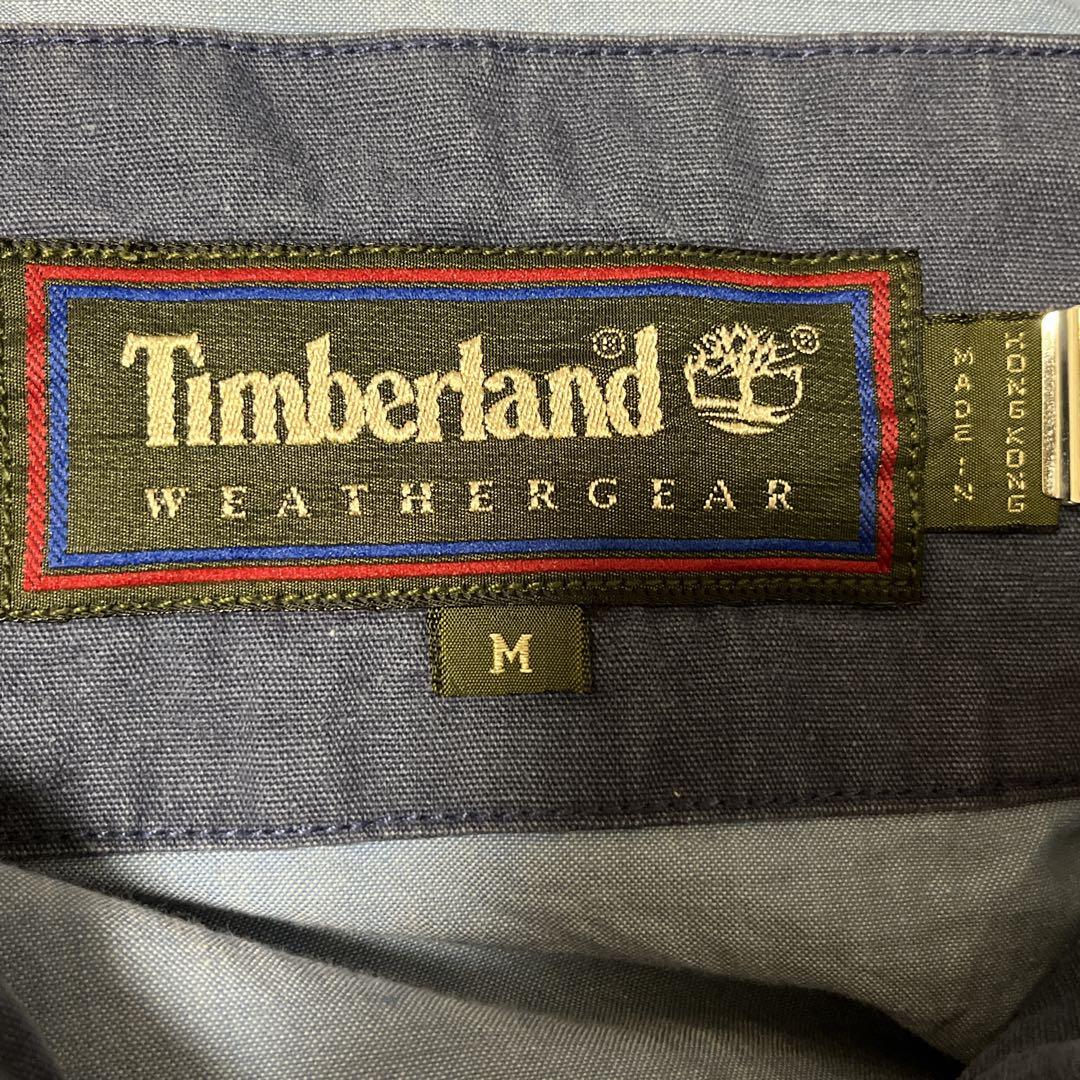 Timberland®
®
WEATHERGEAR
M
MADE IN
HONG KONG